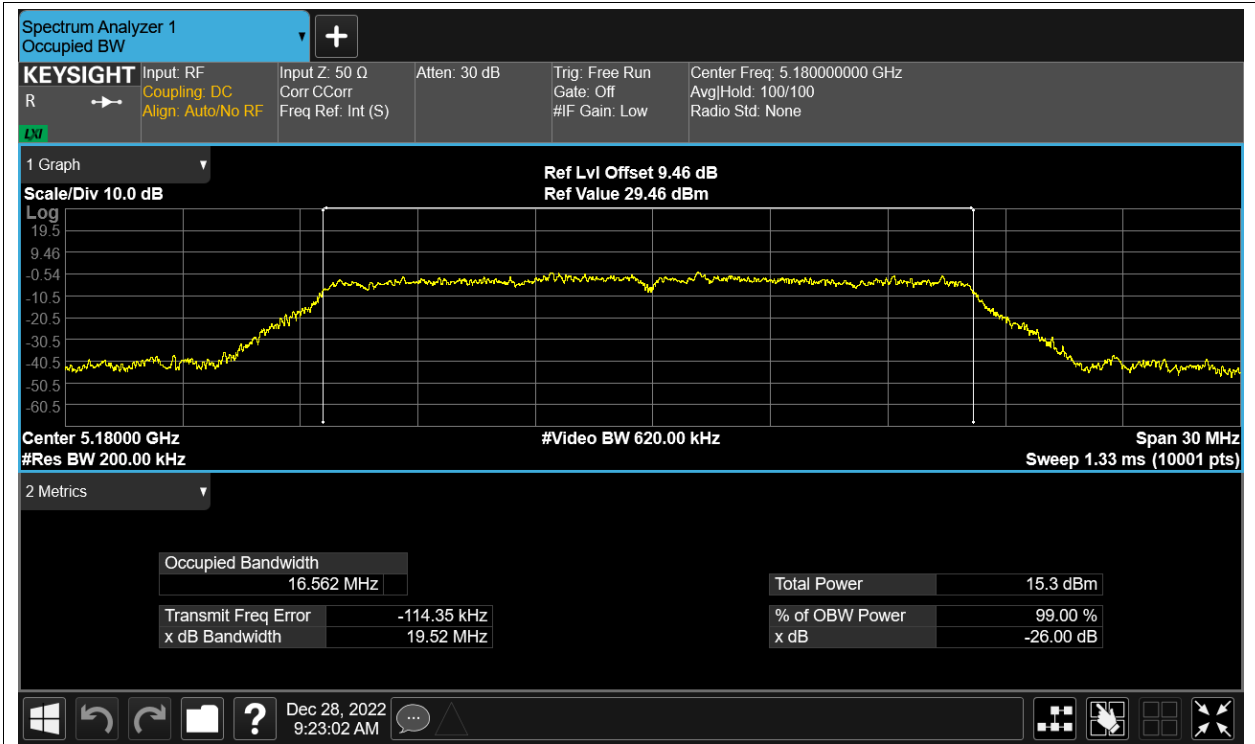 Spectrum Analyzer 1
Occupied BW
KEYSIGHT
R
LXI
Input: RF
Coupling: DC
Align: Auto/No RF
Input Z: 50 Ω
Corr CCorr
Freq Ref: Int (S)
Atten: 30 dB
Trig: Free Run
Gate: Off
#IF Gain: Low
Center Freq: 5.180000000 GHz
Avg|Hold: 100/100
Radio Std: None
1 Graph
Ref Lvl Offset 9.46 dB
Scale/Div 10.0 dB
Ref Value 29.46 dBm
Log
19.5
9.46
-0.54
-10.5
-20.5
-30.5
-40.5
-50.5
-60.5
Center 5.18000 GHz
#Video BW 620.00 kHz
Span 30 MHz
#Res BW 200.00 kHz
Sweep 1.33 ms (10001 pts)
2 Metrics
Occupied Bandwidth
16.562 MHz
Total Power 15.3 dBm
Transmit Freq Error -114.35 kHz
% of OBW Power 99.00 %
x dB Bandwidth 19.52 MHz
x dB -26.00 dB
?
Dec 28, 2022
9:23:02 AM